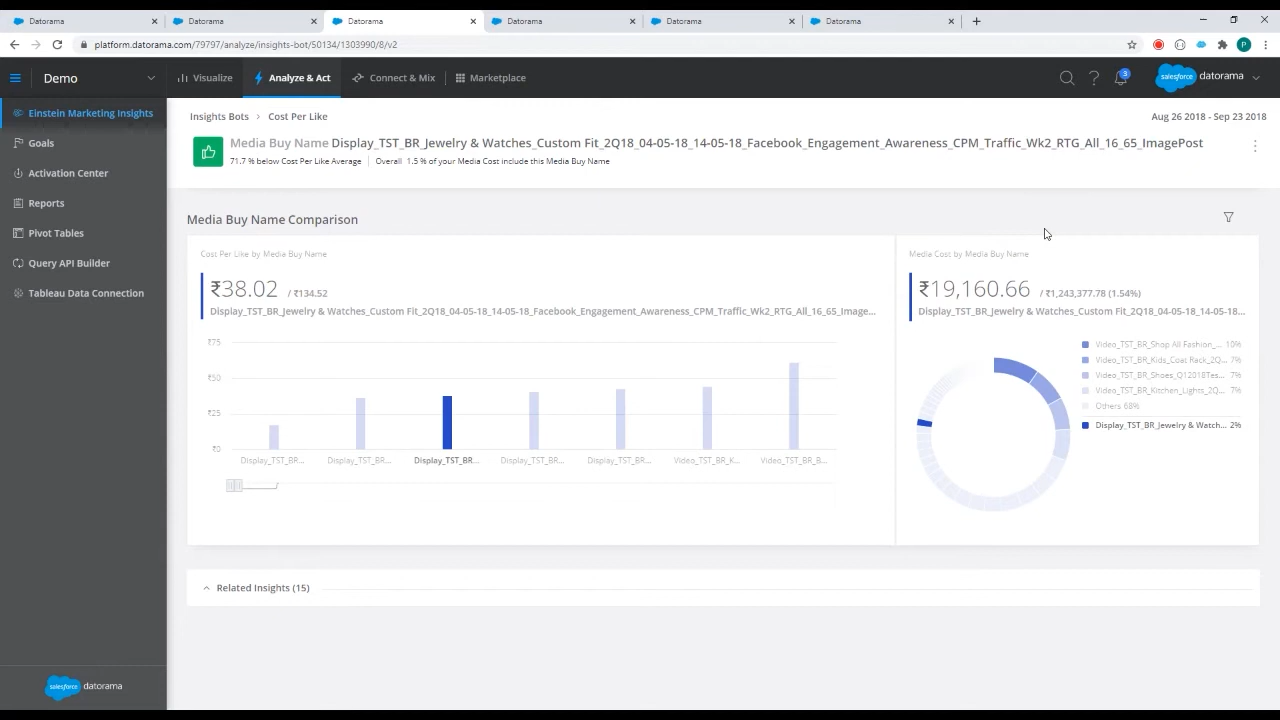 Datorama
Datorama
Datorama
Datorama
Datorama
Datorama
platform.datorama.com/79797/analyze/insights-bot/50134/1303990/8/v2
P
Demo
Visualize
Analyze & Act
Connect & Mix
Marketplace
3
salesforce datorama
Einstein Marketing Insights
Goals
Activation Center
Reports
Pivot Tables
Query API Builder
Tableau Data Connection
salesforce datorama
Insights Bots > Cost Per Like
Aug 26 2018 - Sep 23 2018
Media Buy Name Display_TST_BR_Jewelry & Watches_Custom Fit_2Q18_04-05-18_14-05-18_Facebook_Engagement_Awareness_CPM_Traffic_Wk2_RTG_All_16_65_ImagePost
71.7 % below Cost Per Like Average | Overall 1.5 % of your Media Cost include this Media Buy Name
Media Buy Name Comparison
Cost Per Like by Media Buy Name
₹38.02 / ₹134.52
Display_TST_BR_Jewelry & Watches_Custom Fit_2Q18_04-05-18_14-05-18_Facebook_Engagement_Awareness_CPM_Traffic_Wk2_RTG_All_16_65_Image...
₹75
₹50
₹25
₹0
Display_TST_BR...
Display_TST_BR...
Display_TST_BR...
Display_TST_BR...
Display_TST_BR...
Video_TST_BR_K...
Video_TST_BR_B...
Media Cost by Media Buy Name
₹19,160.66 / ₹1,243,377.78 (1.54%)
Display_TST_BR_Jewelry & Watches_Custom Fit_2Q18_04-05-18_14-05-18...
Video_TST_BR_Shop All Fashion_... 10%
Video_TST_BR_Kids_Coat Rack_2Q... 7%
Video_TST_BR_Shoes_Q12018Tes... 7%
Video_TST_BR_Kitchen_Lights_2Q... 7%
Others 68%
Display_TST_BR_Jewelry & Watch... 2%
Related Insights (15)